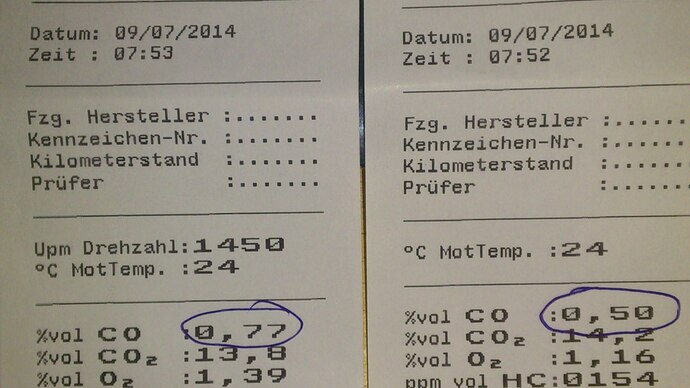 Datum: 09/07/2014
Zeit : 07:53
Fzg. Hersteller :.......
Kennzeichen-Nr. :.......
Kilometerstand :.......
Prüfer :.......
Upm Drehzahl:1450
°C MotTemp. :24
%vol CO :0,77
%vol CO₂ :13,8
%vol O₂ :1,39
Datum: 09/07/2014
Zeit : 07:52
Fzg. Hersteller :.....
Kennzeichen-Nr. :.....
Kilometerstand :.....
Prüfer :.....
°C MotTemp. :24
%vol CO :0,50
%vol CO₂ :14,2
%vol O₂ :1,16
ppm vol HC:0154